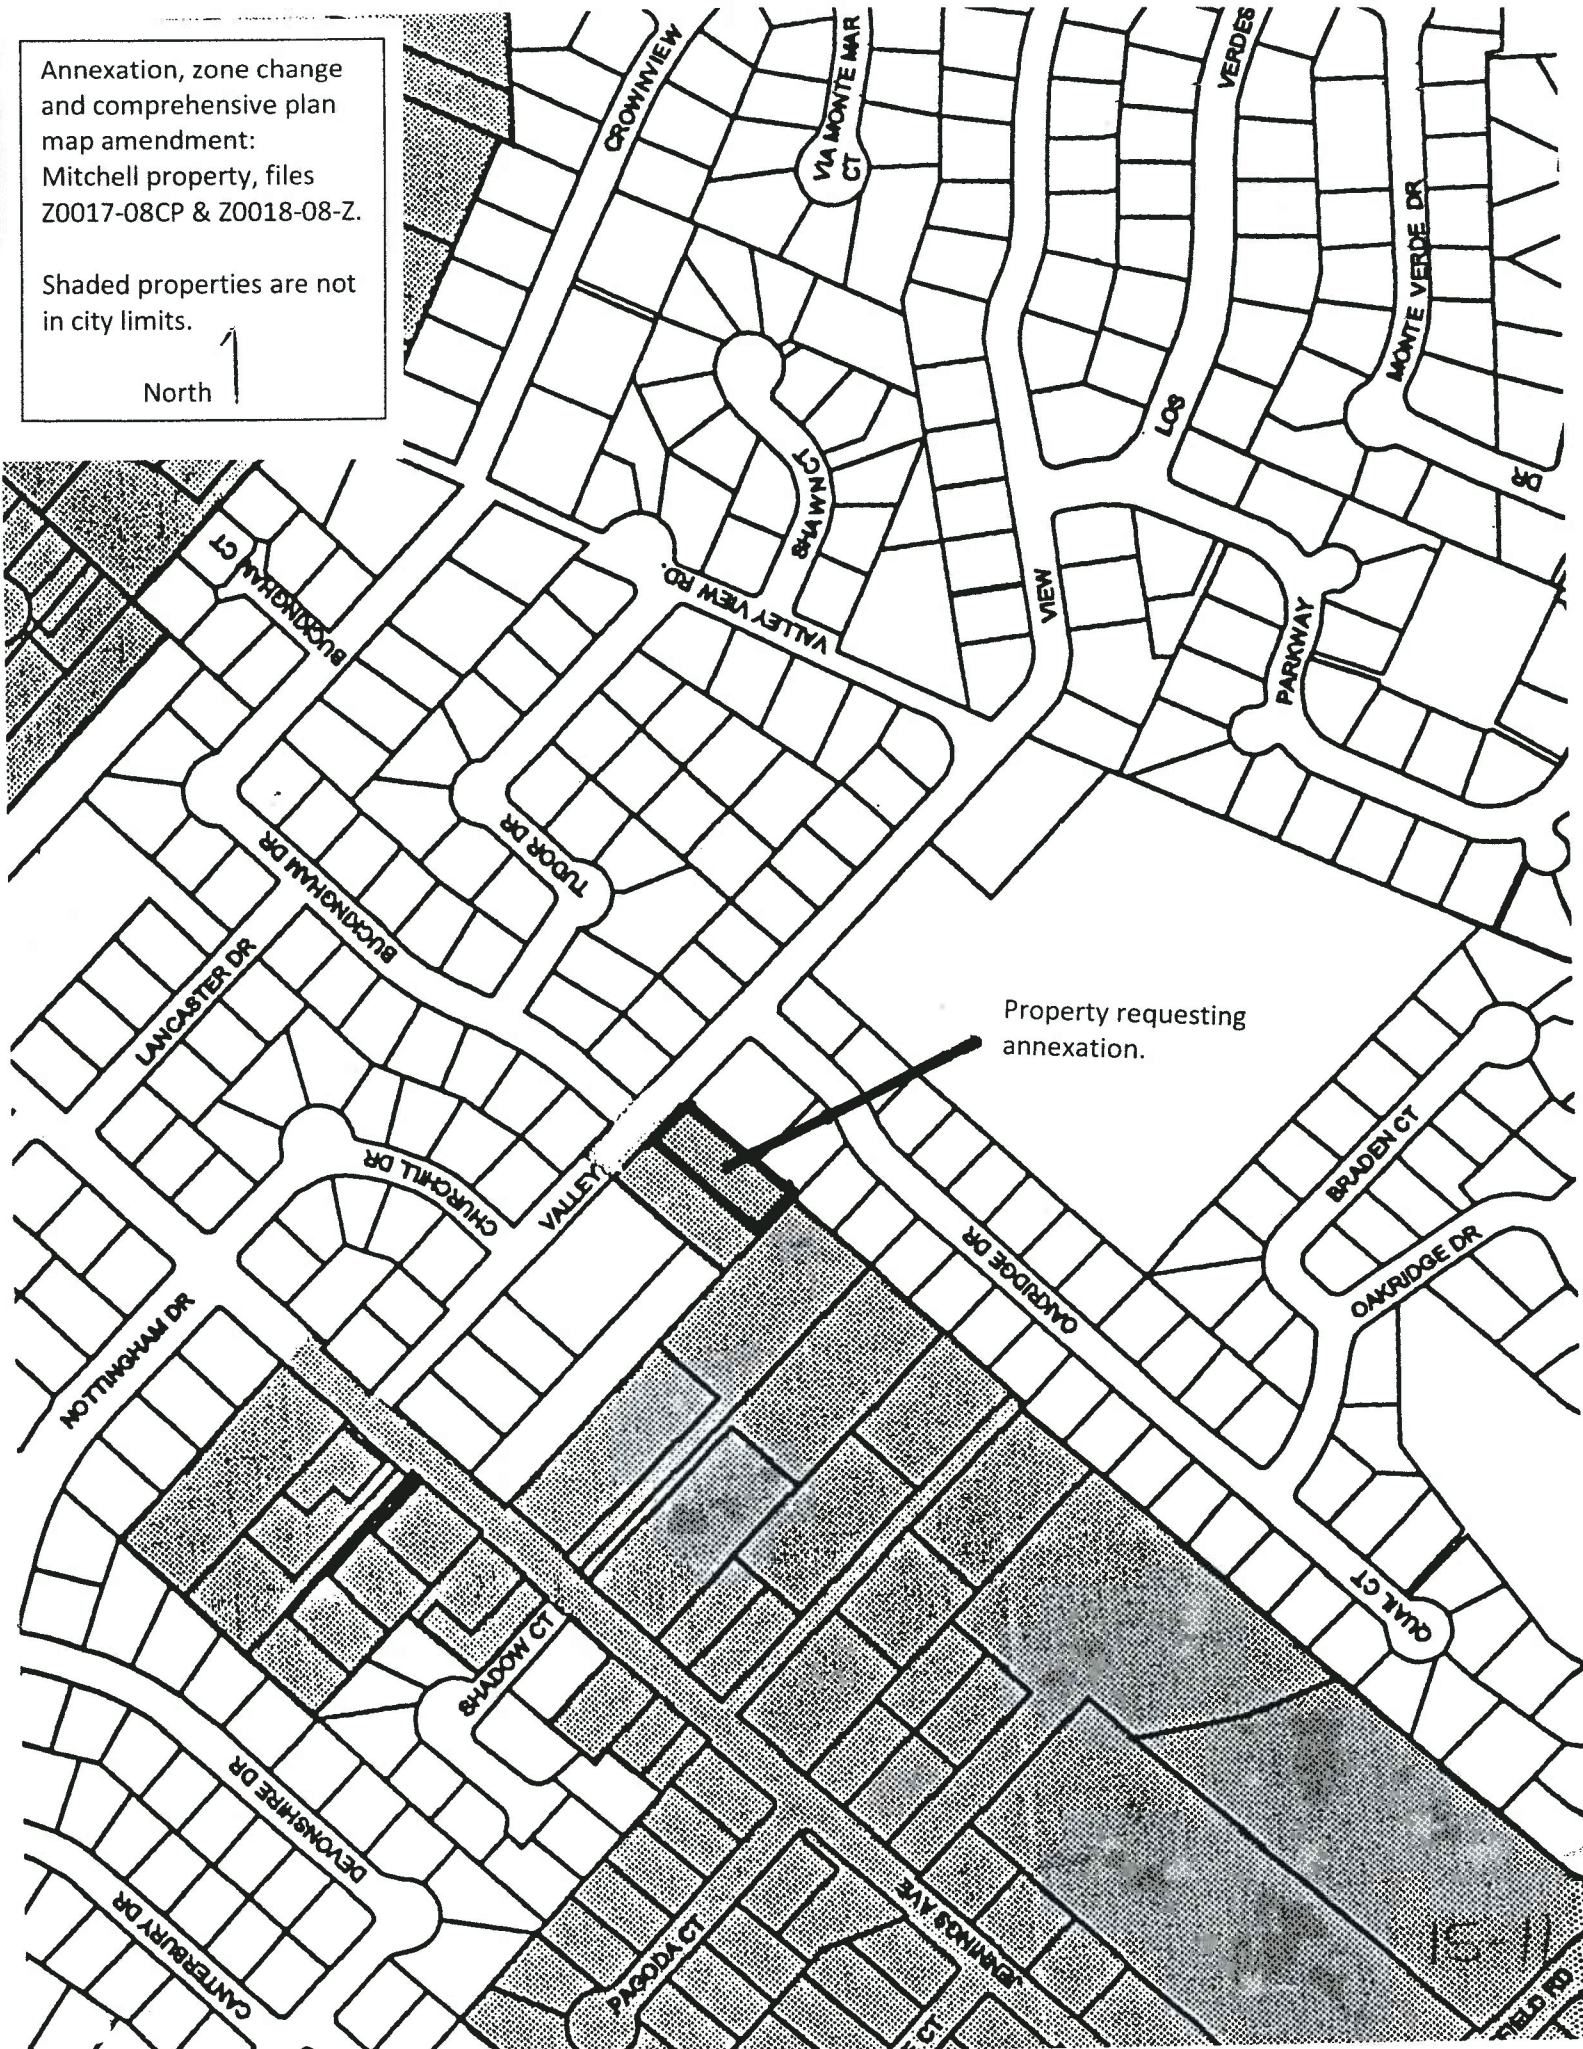 Annexation, zone change
and comprehensive plan
map amendment:
Mitchell property, files
Z0017-08CP & Z0018-08-Z.
Shaded properties are not
in city limits.
North
CROWNVIEW
VIA MONTE MAR
CT
VERDES
MONTE VERDE DR
LOS
DR
SHAWN CT
BUCKINGHAM CT
VALLEY VIEW RD.
VIEW
PARKWAY
TUDOR DR
BUCKINGHAM DR
LANCASTER DR
Property requesting
annexation.
CHURCHILL DR
VALLEY
BRADEN CT
OAKRIDGE DR
OAKRIDGE DR
NOTTINGHAM DR
QUAIL CT
SHADOW CT
DEVONSHIRE DR
CANTERBURY DR
PAGODA CT
JENNINGS AVE
CT
15-11
FIELD RD